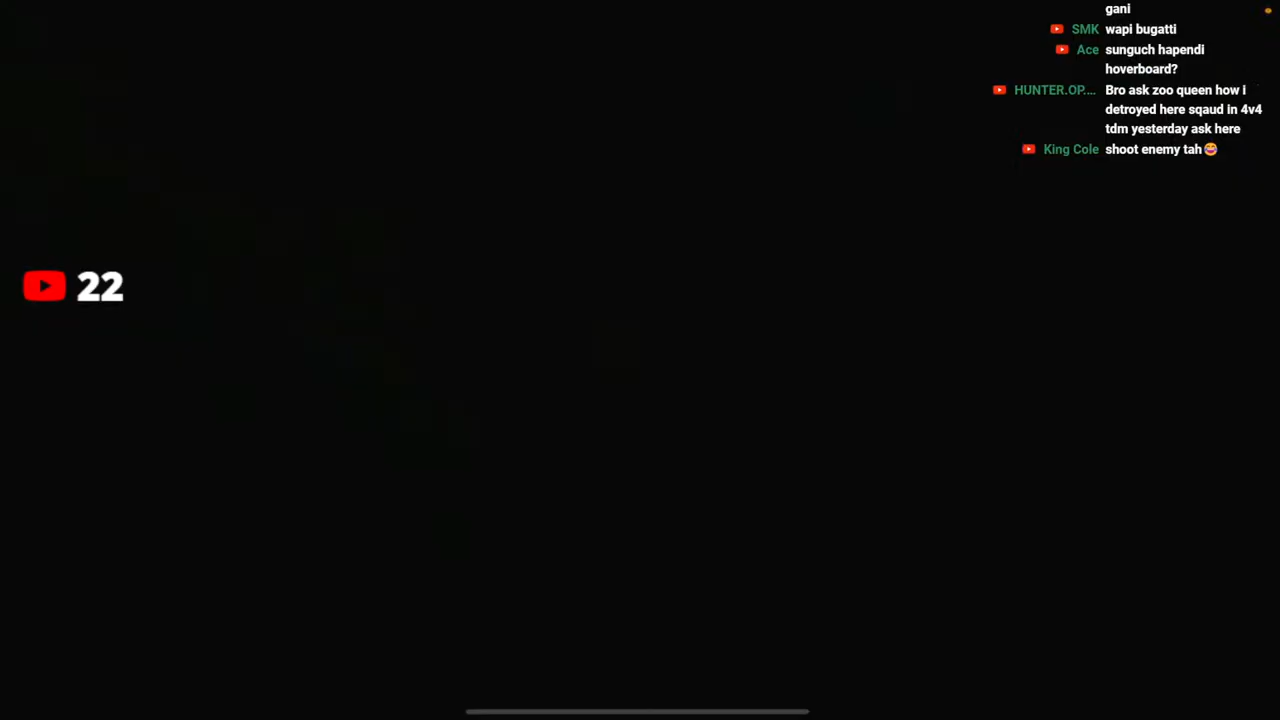 gani
SMK wapi bugatti
Ace sunguch hapendi
hoverboard?
HUNTER.OP.... Bro ask zoo queen how i
detroyed here sqaud in 4v4
tdm yesterday ask here
King Cole shoot enemy tah😂
22